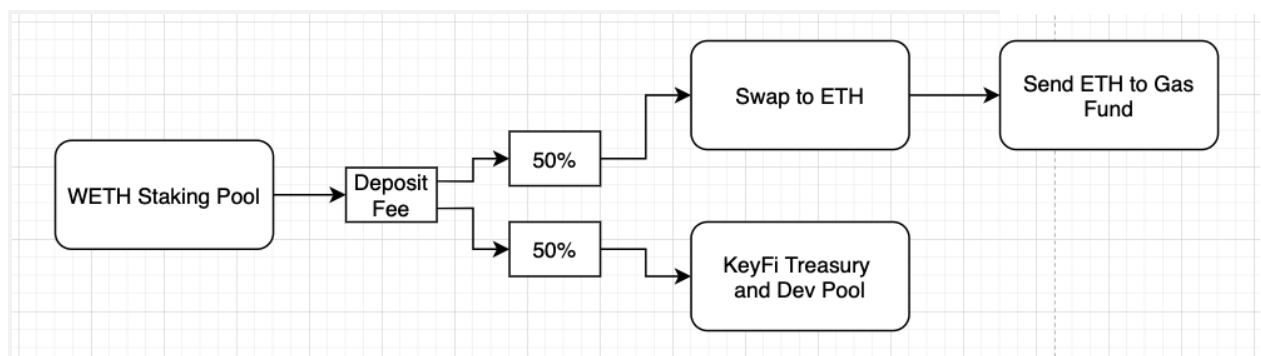 WETH Staking Pool
Deposit
Fee
50%
50%
Swap to ETH
Send ETH to Gas
Fund
KeyFi Treasury
and Dev Pool